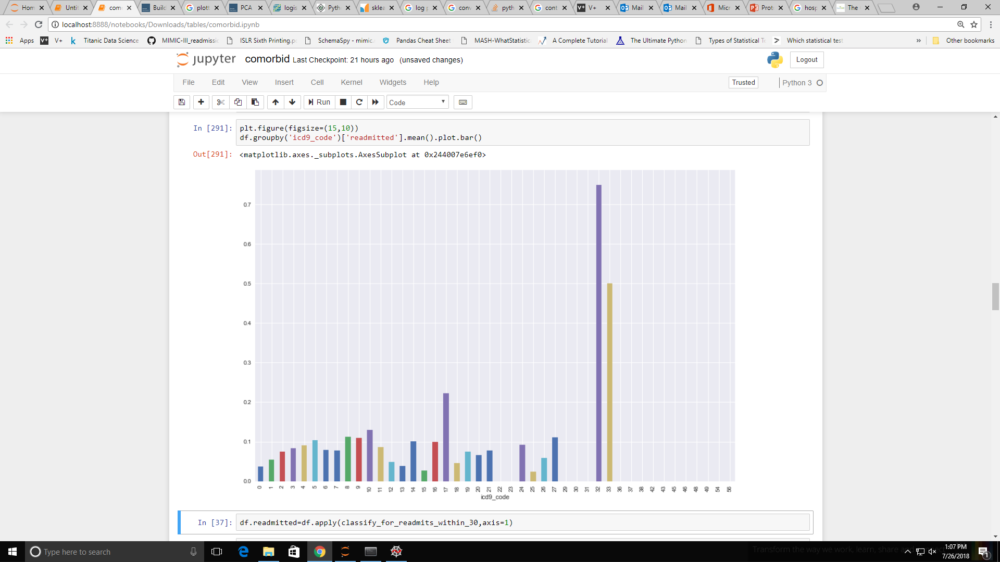 Hom
Untit
com
Build
plott
PCA
logis
Pyth
sklea
log p
conv
pyth
cont
V+
Mail
Mail
Micr
Prot
hosp
The
localhost:8888/notebooks/Downloads/tables/comorbid.ipynb
Apps
V+
Titanic Data Science
MIMIC-III_readmissic
ISLR Sixth Printing.p
SchemaSpy - mimic.
Pandas Cheat Sheet
MASH-WhatStatistic
A Complete Tutorial
The Ultimate Python
Types of Statistical Te
Which statistical test
»
Other bookmarks
jupyter comorbid Last Checkpoint: 21 hours ago (unsaved changes)
Logout
File Edit View Insert Cell Kernel Widgets Help
Trusted
Python 3
Run
Code
In [291]:
plt.figure(figsize=(15,10))
df.groupby('icd9_code')['readmitted'].mean().plot.bar()
Out[291]:
<matplotlib.axes._subplots.AxesSubplot at 0x244007e6ef0>
0.7
0.6
0.5
0.4
0.3
0.2
0.1
0.0
0 1 2 3 4 5 6 7 8 9 10 11 12 13 14 15 16 17 18 19 20 21 22 23 24 25 26 27 29 30 31 32 33 36 37 38 42 43 45 46 48 49 54 56
icd9_code
In [37]:
df.readmitted=df.apply(classify_for_readmits_within_30,axis=1)
Type here to search
Transform the way we work, learn, share an
1:07 PM
7/26/2018
1